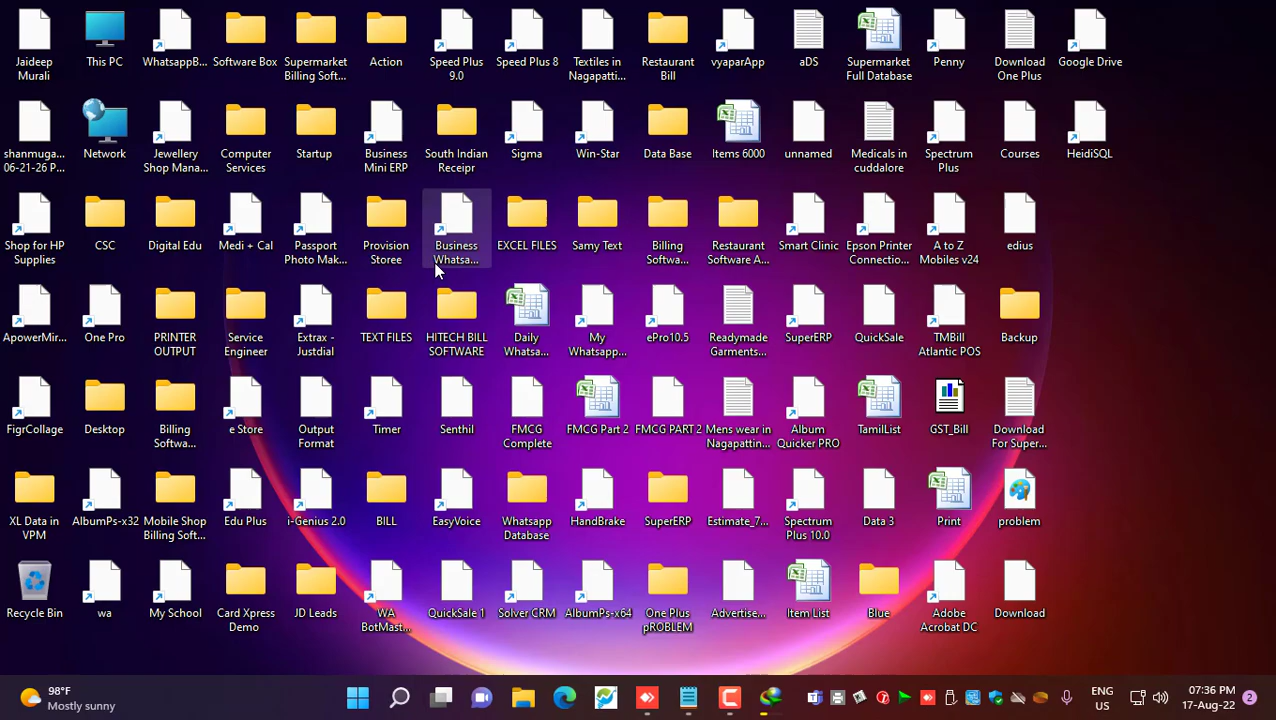 Jaideep
Murali
This PC
WhatsappB...
Software Box
Supermarket
Billing Soft...
Action
Speed Plus
9.0
Speed Plus 8
Textiles in
Nagapatti...
Restaurant
Bill
vyaparApp
aDS
Supermarket
Full Database
Penny
Download
One Plus
Google Drive
shanmuga...
06-21-26 P...
Network
Jewellery
Shop Mana...
Computer
Services
Startup
Business
Mini ERP
South Indian
Receipr
Sigma
Win-Star
Data Base
Items 6000
unnamed
Medicals in
cuddalore
Spectrum
Plus
Courses
HeidiSQL
Shop for HP
Supplies
CSC
Digital Edu
Medi + Cal
Passport
Photo Mak...
Provision
Storee
Business
Whatsa...
EXCEL FILES
Samy Text
Billing
Softwa...
Restaurant
Software A...
Smart Clinic
Epson Printer
Connectio...
A to Z
Mobiles v24
edius
ApowerMir...
One Pro
PRINTER
OUTPUT
Service
Engineer
Extrax -
Justdial
TEXT FILES
HITECH BILL
SOFTWARE
Daily
Whatsa...
My
Whatsapp...
ePro10.5
Readymade
Garments...
SuperERP
QuickSale
TMBill
Atlantic POS
Backup
FigrCollage
Desktop
Billing
Softwa...
e Store
Output
Format
Timer
Senthil
FMCG
Complete
FMCG Part 2
FMCG PART 2
Mens wear in
Nagapattin...
Album
Quicker PRO
TamilList
GST_Bill
Download
For Super...
XL Data in
VPM
AlbumPs-x32
Mobile Shop
Billing Soft...
Edu Plus
i-Genius 2.0
BILL
EasyVoice
Whatsapp
Database
HandBrake
SuperERP
Estimate_7...
Spectrum
Plus 10.0
Data 3
Print
problem
Recycle Bin
wa
My School
Card Xpress
Demo
JD Leads
WA
BotMast...
QuickSale 1
Solver CRM
AlbumPs-x64
One Plus
pROBLEM
Advertise...
Item List
Blue
Adobe
Acrobat DC
Download
98°F
Mostly sunny
ENG
US
07:36 PM
17-Aug-22
2